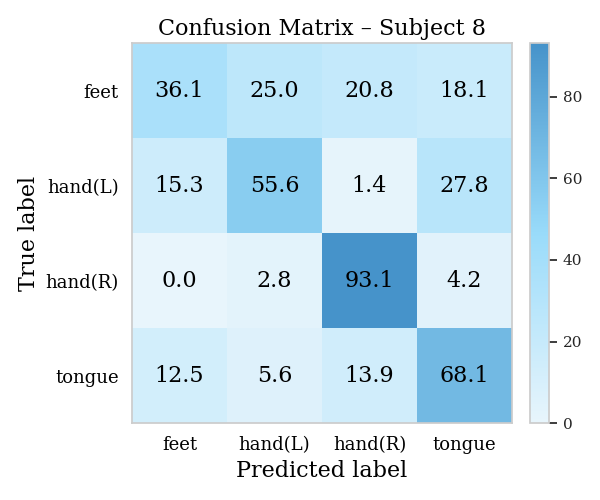 Confusion Matrix – Subject 8
feet 36.1 25.0 20.8 18.1
hand(L) 15.3 55.6 1.4 27.8
hand(R) 0.0 2.8 93.1 4.2
tongue 12.5 5.6 13.9 68.1
feet hand(L) hand(R) tongue
Predicted label
True label
80
60
40
20
0